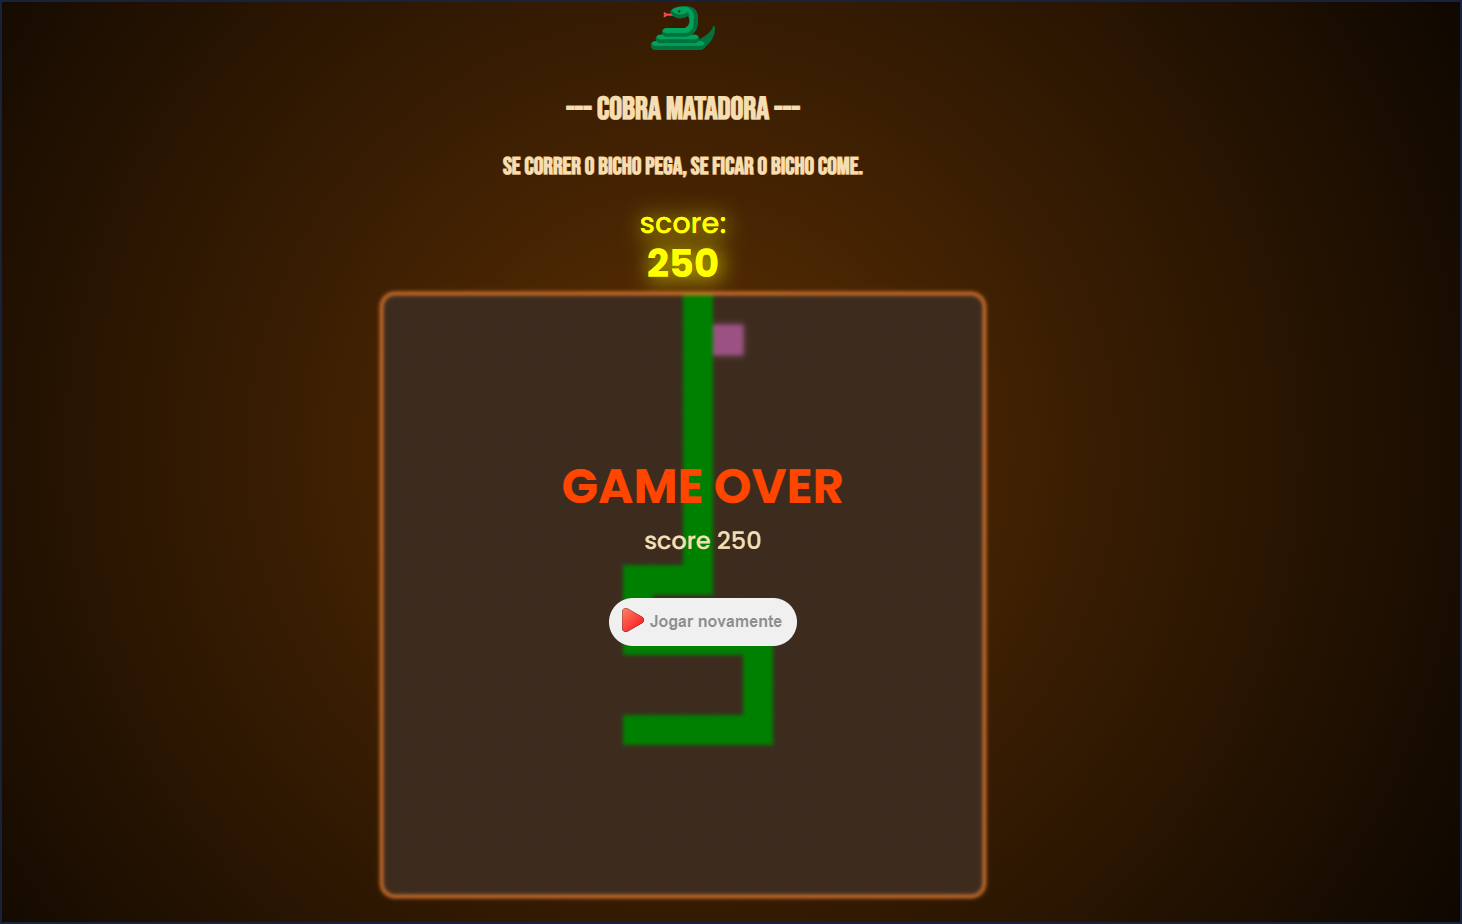 --- COBRA MATADORA ---
SE CORRER O BICHO PEGA, SE FICAR O BICHO COME.
score:
250
GAME OVER
score 250
Jogar novamente